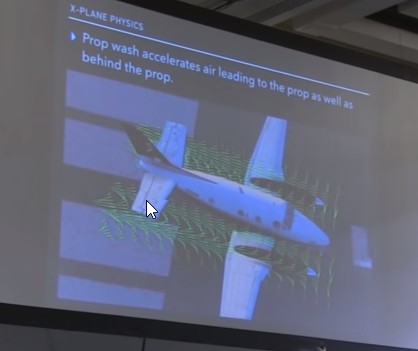 X-PLANE PHYSICS
Prop wash accelerates air leading to the prop as well as
behind the prop.